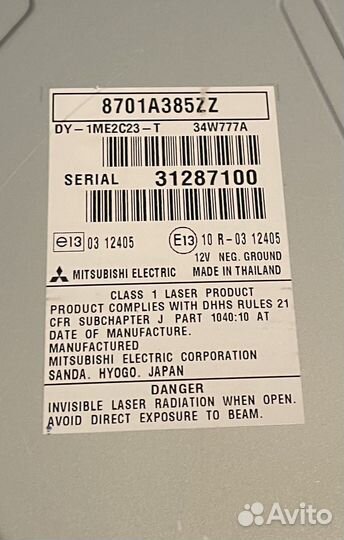 8701A385ZZ
DY-1ME2C23-T 34W777A
SERIAL 31287100
e13 03 12405 E13 10 R-03 12405
12V NEG. GROUND
MITSUBISHI ELECTRIC MADE IN THAILAND
CLASS 1 LASER PRODUCT
PRODUCT COMPLIES WITH DHHS RULES 21
CFR SUBCHAPTER J PART 1040:10 AT
DATE OF MANUFACTURE.
MANUFACTURED
MITSUBISHI ELECTRIC CORPORATION
SANDA, HYOGO, JAPAN
DANGER
INVISIBLE LASER RADIATION WHEN OPEN.
AVOID DIRECT EXPOSURE TO BEAM.
Avito